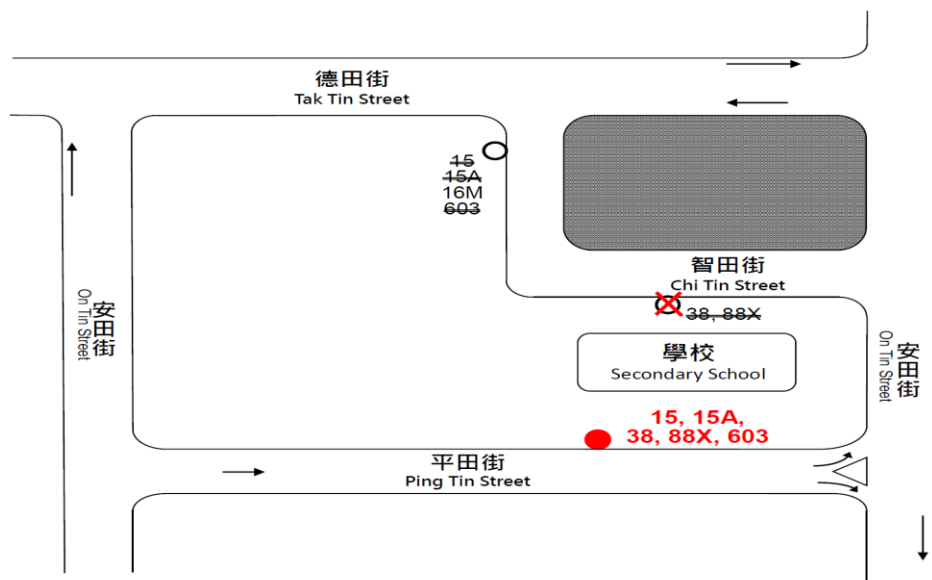 德田街
Tak Tin Street
15
15A
16M
603
智田街
Chi Tin Street
38, 88X
安田街
On Tin Street
學校
Secondary School
安田街
On Tin Street
15, 15A,
38, 88X, 603
平田街
Ping Tin Street